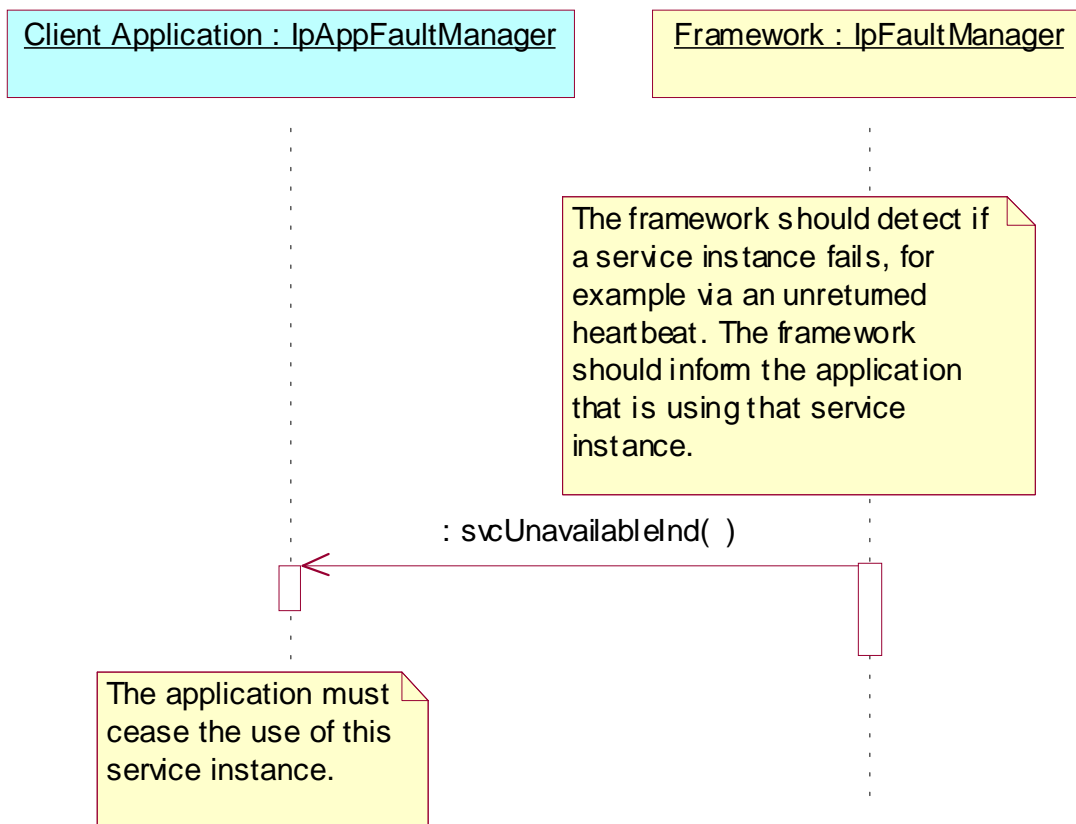 Client Application : IpAppFaultManager
Framework : IpFaultManager
The framework should detect if
a service instance fails, for
example via an unreturned
heartbeat. The framework
should inform the application
that is using that service
instance.
: svcUnavailableInd( )
The application must
cease the use of this
service instance.